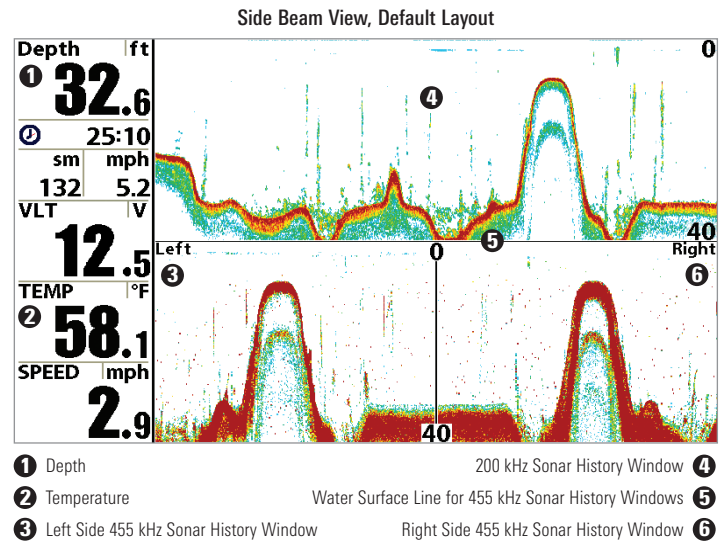 Side Beam View, Default Layout
Depth ft
1 32.6
25:10
sm mph
132 5.2
VLT V
12.5
TEMP °F
2 58.1
SPEED mph
2.9
0
4
40
5
Left 0 Right
3 6
40
1 Depth
200 kHz Sonar History Window 4
2 Temperature
Water Surface Line for 455 kHz Sonar History Windows 5
3 Left Side 455 kHz Sonar History Window
Right Side 455 kHz Sonar History Window 6